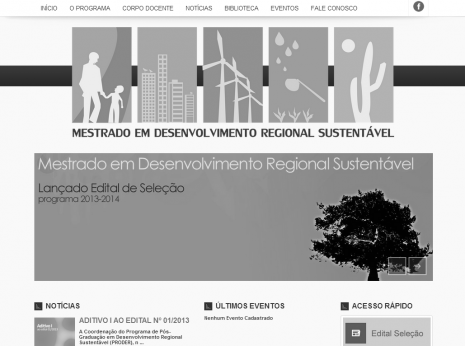 INÍCIO O PROGRAMA CORPO DOCENTE NOTÍCIAS BIBLIOTECA EVENTOS FALE CONOSCO
MESTRADO EM DESENVOLVIMENTO REGIONAL SUSTENTÁVEL
Mestrado em Desenvolvimento Regional Sustentável
Lançado Edital de Seleção
programa 2013-2014
NOTÍCIAS
Aditivo I
ADITIVO I AO EDITAL Nº 01/2013
A Coordenação do Programa de Pós-
Graduação em Desenvolvimento Regional
Sustentável (PRODER), n ...
ÚLTIMOS EVENTOS
Nenhum Evento Cadastrado
ACESSO RÁPIDO
Edital Seleção